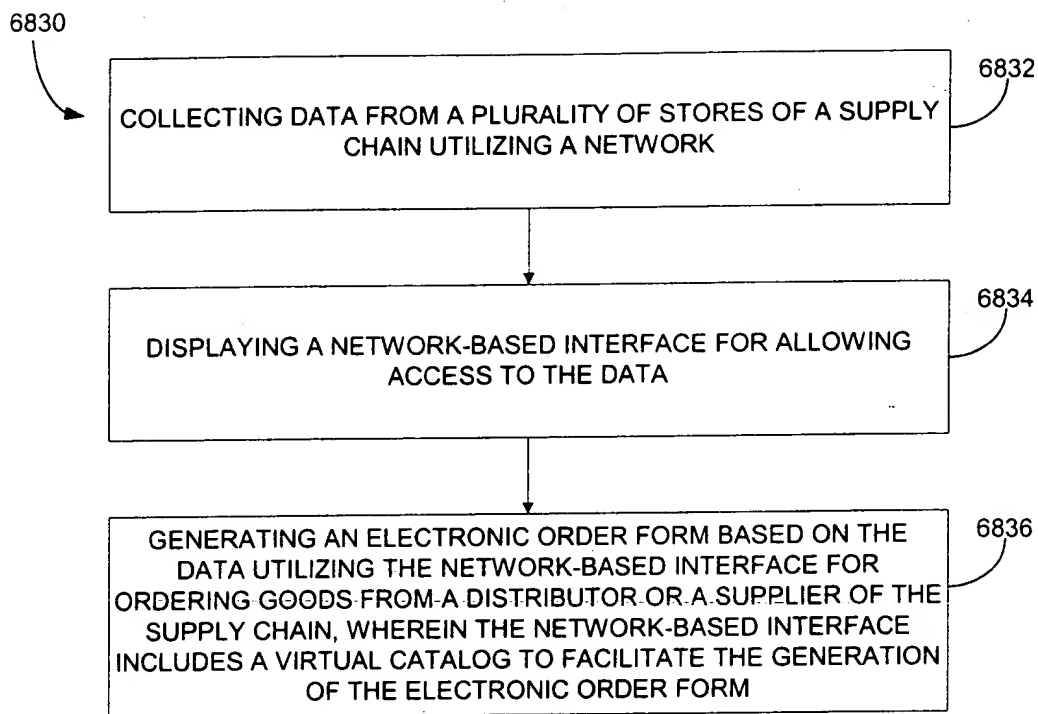 6830
6832
COLLECTING DATA FROM A PLURALITY OF STORES OF A SUPPLY
CHAIN UTILIZING A NETWORK
6834
DISPLAYING A NETWORK-BASED INTERFACE FOR ALLOWING
ACCESS TO THE DATA
6836
GENERATING AN ELECTRONIC ORDER FORM BASED ON THE
DATA UTILIZING THE NETWORK-BASED INTERFACE FOR
ORDERING GOODS FROM A DISTRIBUTOR OR A SUPPLIER OF THE
SUPPLY CHAIN, WHEREIN THE NETWORK-BASED INTERFACE
INCLUDES A VIRTUAL CATALOG TO FACILITATE THE GENERATION
OF THE ELECTRONIC ORDER FORM